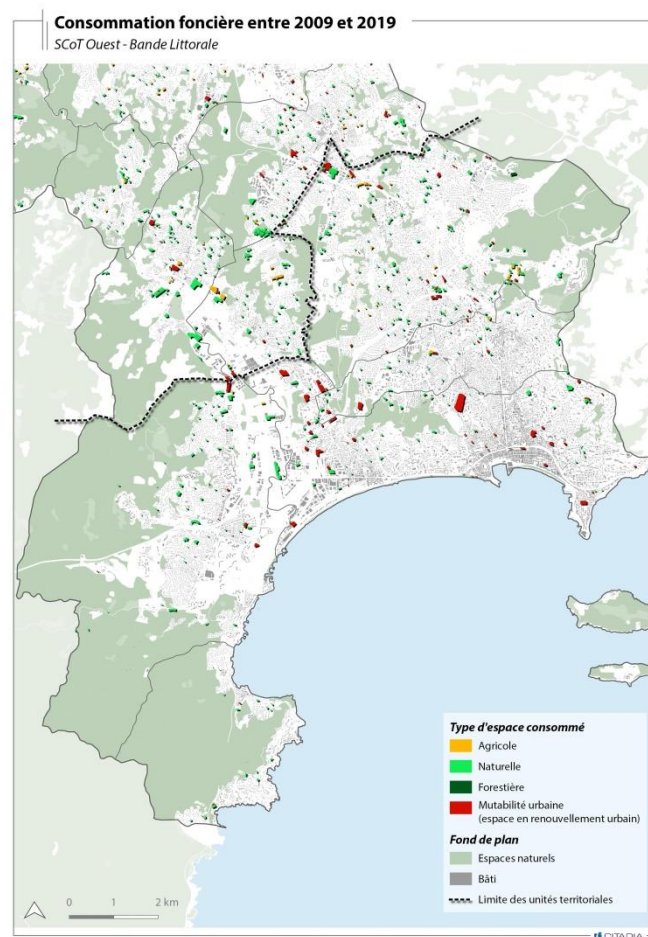 Consommation foncière entre 2009 et 2019
SCoT Ouest - Bande Littorale
Type d'espace consommé
Agricole
Naturelle
Forestière
Mutabilité urbaine
(espace en renouvellement urbain)
Fond de plan
Espaces naturels
Bâti
Limite des unités territoriales
0 1 2 km
CITADIA